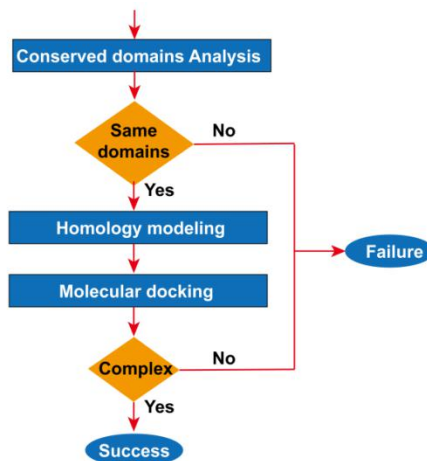 Conserved domains Analysis
Same
domains
No
Yes
Homology modeling
Failure
Molecular docking
Complex
No
Yes
Success